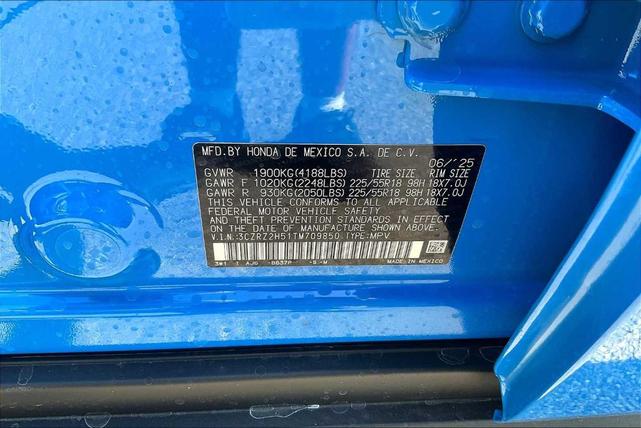 MFD.BY HONDA DE MEXICO S.A. DE C.V.
06/'25
GVWR 1900KG(4188LBS) TIRE SIZE RIM SIZE
GAWR F 1020KG(2248LBS) 225/55R18 98H 18X7.0J
GAWR R 930KG(2050LBS) 225/55R18 98H 18X7.0J
THIS VEHICLE CONFORMS TO ALL APPLICABLE
FEDERAL MOTOR VEHICLE SAFETY
AND THEFT PREVENTION STANDARDS IN EFFECT
ON THE DATE OF MANUFACTURE SHOWN ABOVE.
V.I.N.:3CZRZ2H51TM709850 TYPE:MPV
MADE IN MEXICO